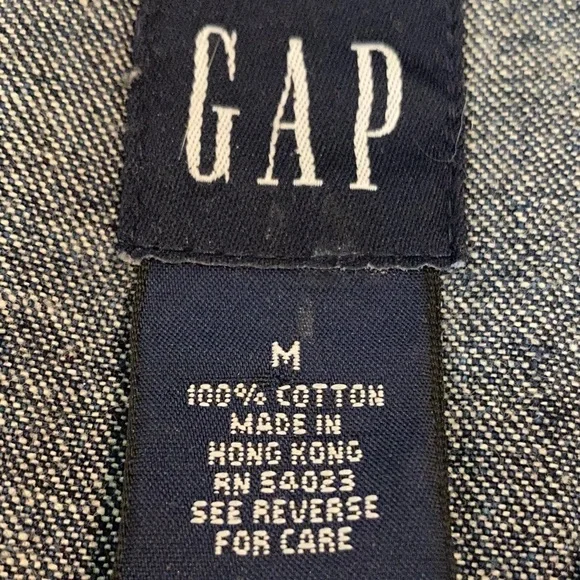 GAP
M
100% COTTON
MADE IN
HONG KONG
RN 54023
SEE REVERSE
FOR CARE